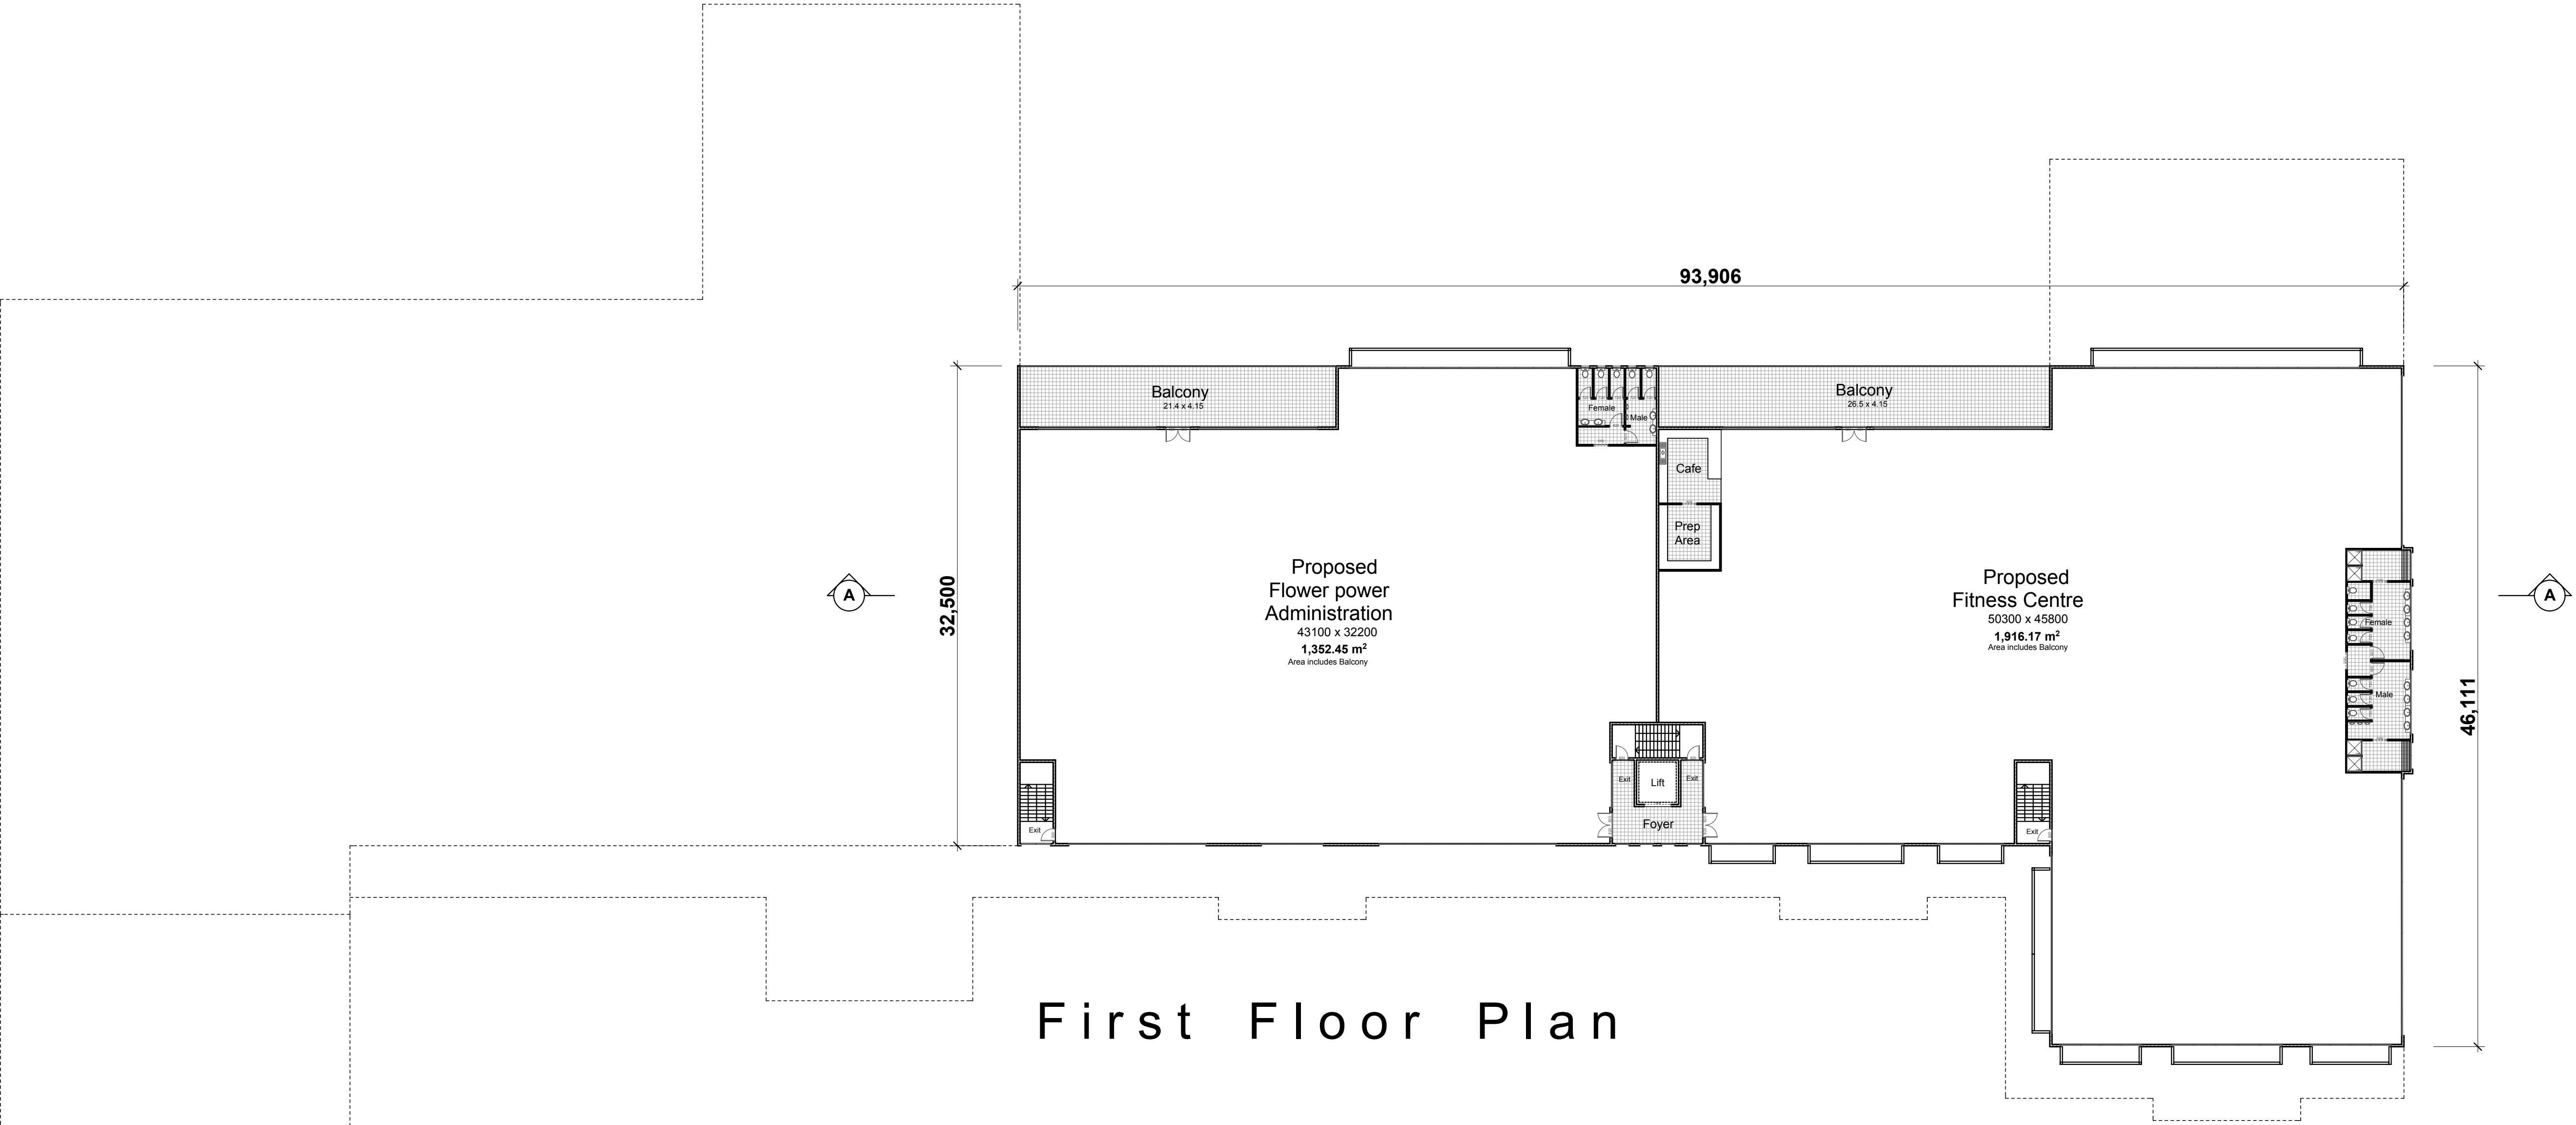 93,906
Balcony
21.4 x 4.15
Female
Male
Balcony
26.5 x 4.15
Cafe
Prep
Area
32,500
A
Proposed
Flower power
Administration
43100 x 32200
1,352.45 m²
Area includes Balcony
Proposed
Fitness Centre
50300 x 45800
1,916.17 m²
Area includes Balcony
Female
Male
A
46,111
Exit
Lift
Exit
Foyer
Exit
Exit
First Floor Plan